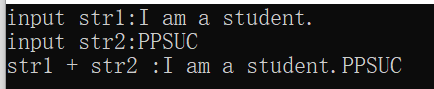 input str1:I am a student.
input str2:PPSUC
str1 + str2 :I am a student.PPSUC